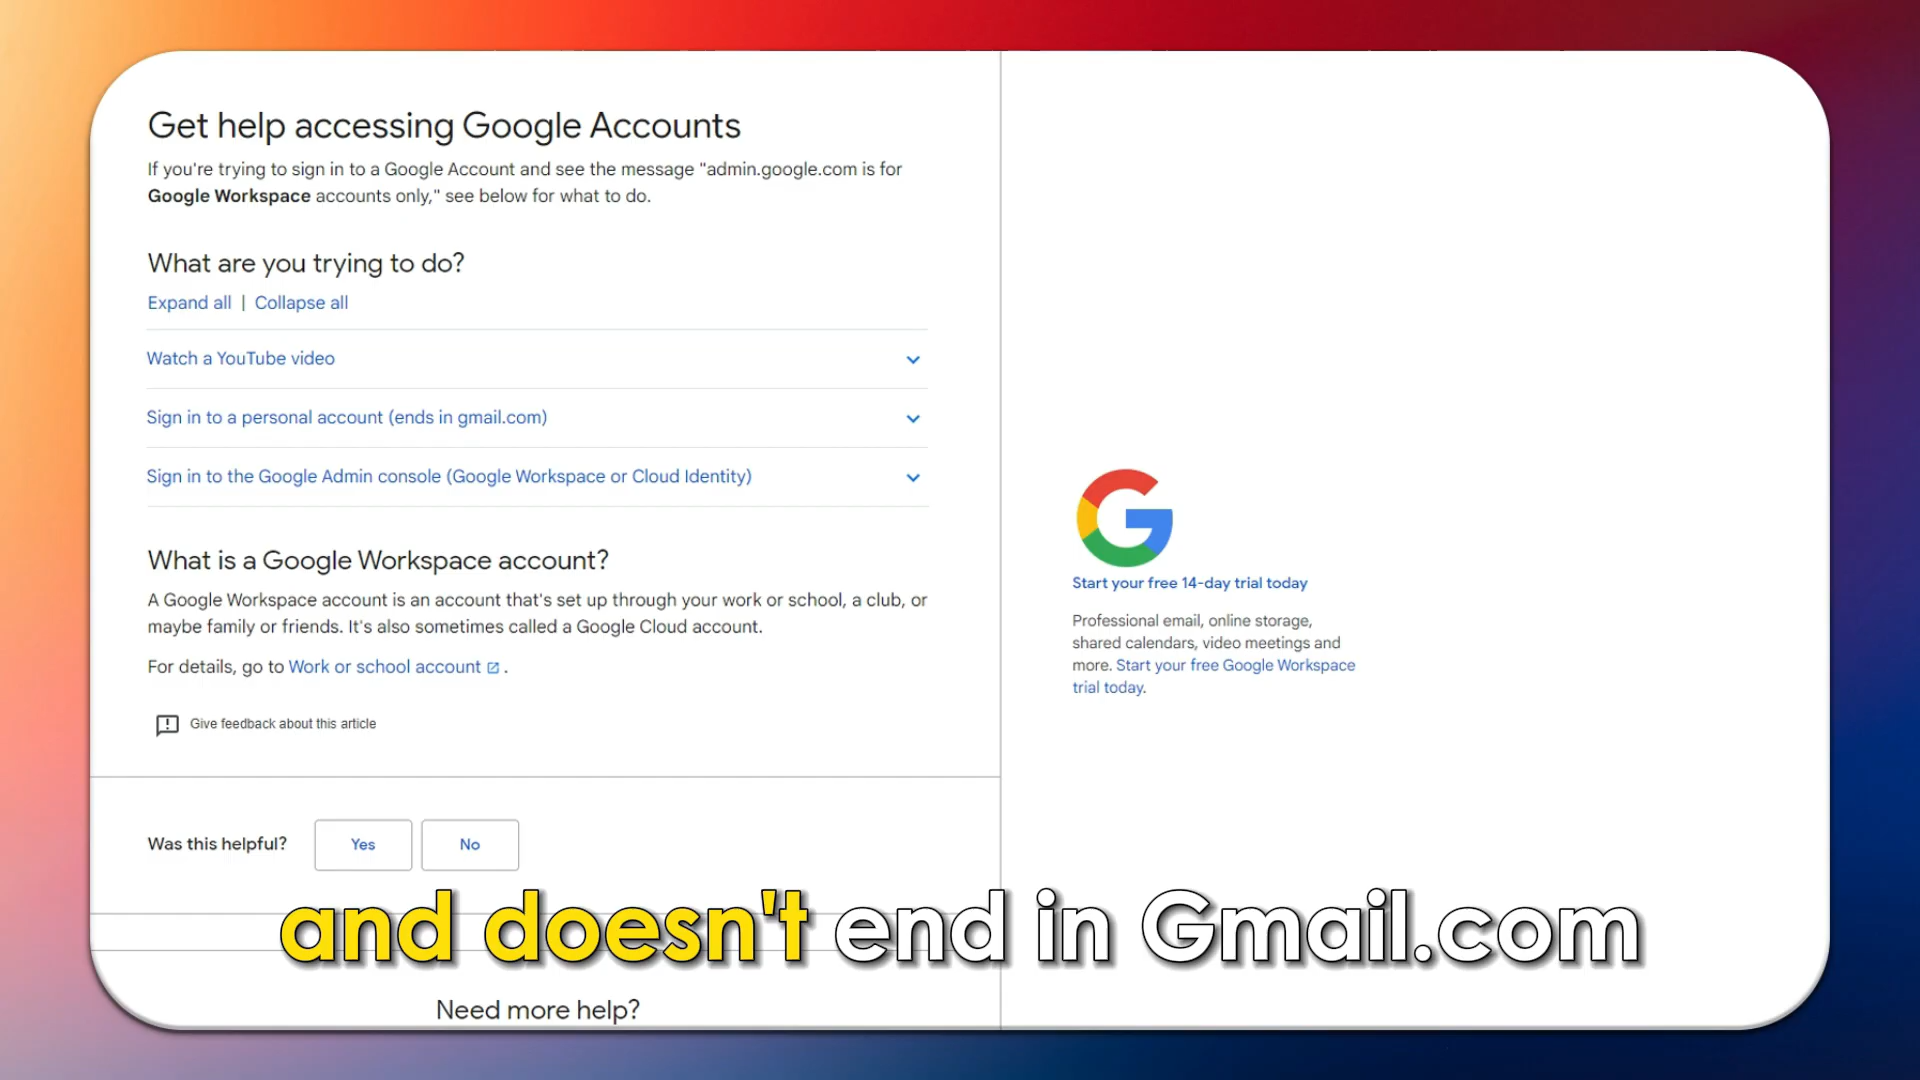 Get help accessing Google Accounts
If you're trying to sign in to a Google Account and see the message "admin.google.com is for
Google Workspace accounts only," see below for what to do.
What are you trying to do?
Expand all | Collapse all
Watch a YouTube video
Sign in to a personal account (ends in gmail.com)
Sign in to the Google Admin console (Google Workspace or Cloud Identity)
What is a Google Workspace account?
A Google Workspace account is an account that's set up through your work or school, a club, or
maybe family or friends. It's also sometimes called a Google Cloud account.
For details, go to Work or school account .
Give feedback about this article
Was this helpful? Yes No
Need more help?
Start your free 14-day trial today
Professional email, online storage,
shared calendars, video meetings and
more. Start your free Google Workspace
trial today.
and doesn't end in Gmail.com